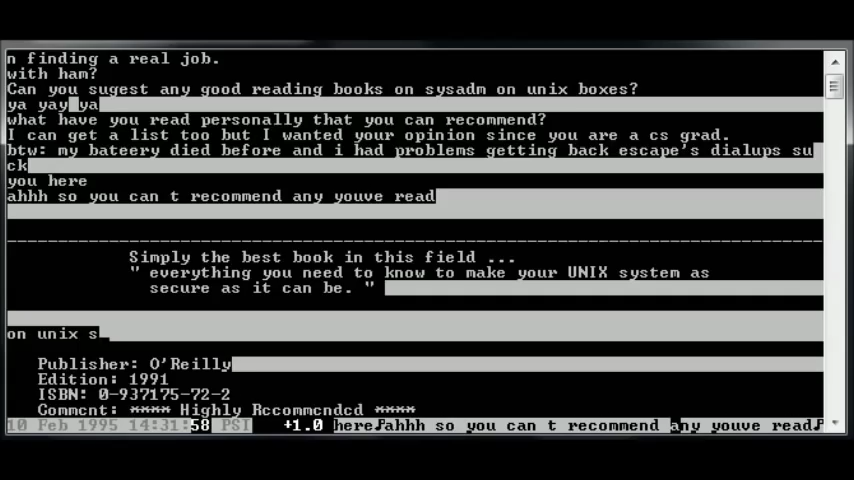 n finding a real job.
with ham?
Can you sugest any good reading books on sysadm on unix boxes?
ya yay ya
what have you read personally that you can recommend?
I can get a list too but I wanted your opinion since you are a cs grad.
btw: my bateery died before and i had problems getting back escape's dialups su
ck
you here
ahhh so you can t recommend any youve read
Simply the best book in this field ...
" everything you need to know to make your UNIX system as
secure as it can be. "
on unix s_
Publisher: O'Reilly
Edition: 1991
ISBN: 0-937175-72-2
Comment: **** Highly Recommended ****
10 Feb 1995 14:31:58 PST +1.0 here♪ahhh so you can t recommend any youve read♪